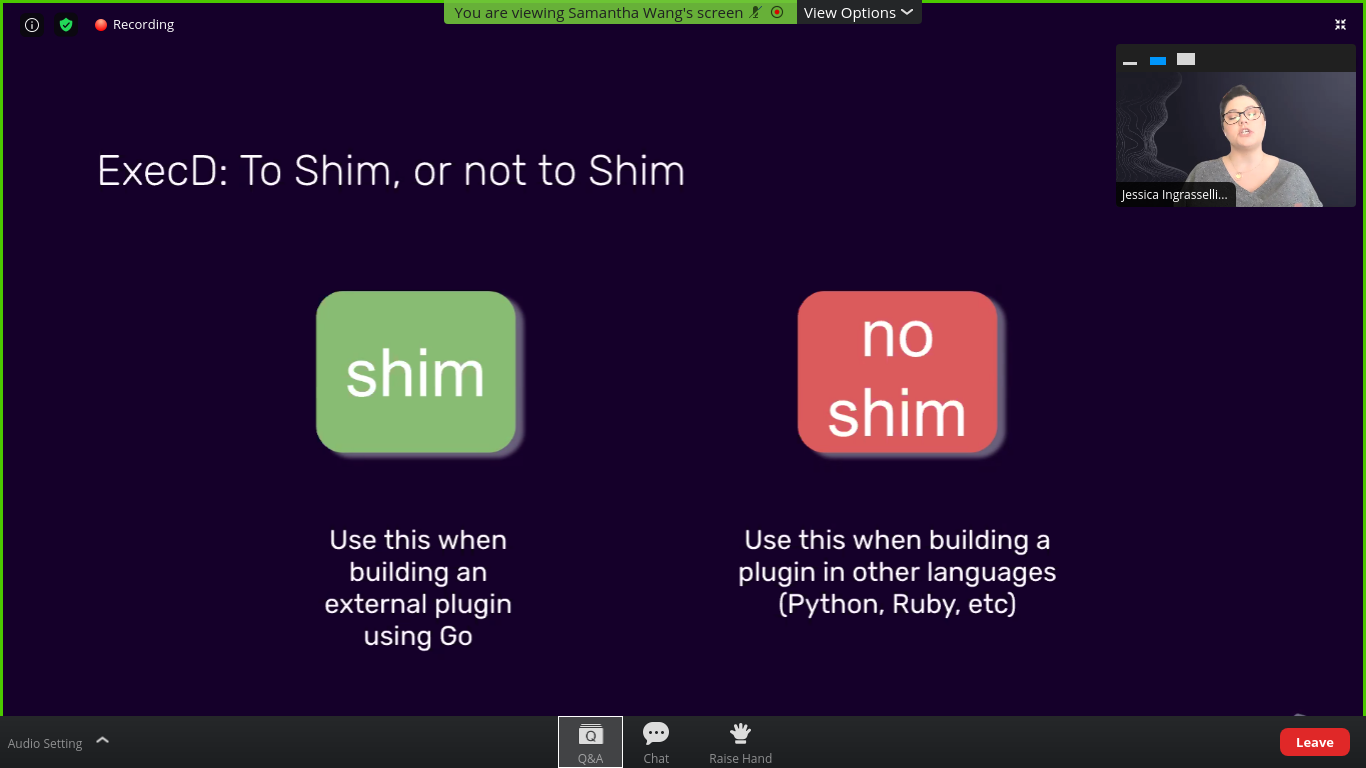 You are viewing Samantha Wang's screen
View Options
Recording
Jessica Ingrasselli...
ExecD: To Shim, or not to Shim
shim
no
shim
Use this when
building an
external plugin
using Go
Use this when building a
plugin in other languages
(Python, Ruby, etc)
Audio Setting
Q
Q&A
Chat
Raise Hand
Leave